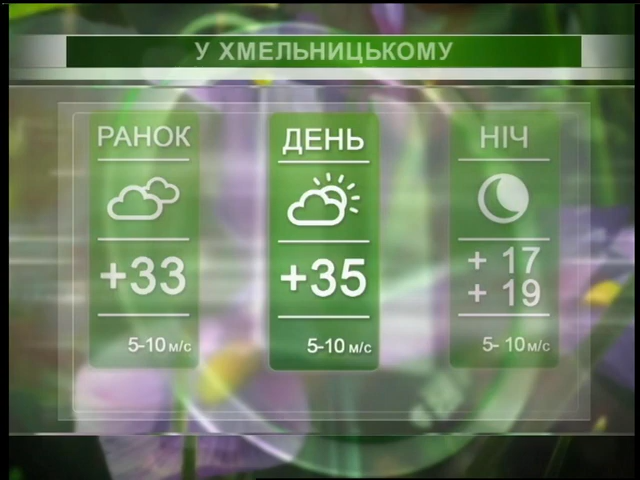 У ХМЕЛЬНИЦЬКОМУ
РАНОК
+33
5-10 м/с
ДЕНЬ
+35
5-10 м/с
НІЧ
+ 17
+ 19
5- 10 м/с